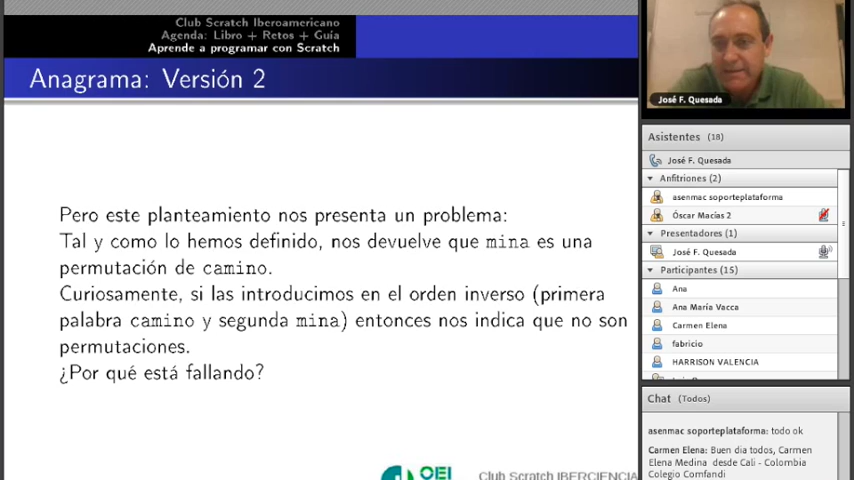 Club Scratch Iberoamericano
Agenda: Libro + Retos + Guía
Aprende a programar con Scratch
Anagrama: Versión 2
Pero este planteamiento nos presenta un problema:
Tal y como lo hemos definido, nos devuelve que mina es una
permutación de camino.
Curiosamente, si las introducimos en el orden inverso (primera
palabra camino y segunda mina) entonces nos indica que no son
permutaciones.
¿Por qué está fallando?
OEI
Club Scratch IBERCIENCIA
José F. Quesada
Asistentes (18)
José F. Quesada
Anfitriones (2)
asenmac soporteplataforma
Óscar Macías 2
Presentadores (1)
José F. Quesada
Participantes (15)
Ana
Ana María Vacca
Carmen Elena
fabricio
HARRISON VALENCIA
Chat (Todos)
asenmac soporteplataforma: todo ok
Carmen Elena: Buen dia todos, Carmen
Elena Medina desde Cali - Colombia
Colegio Comfandi